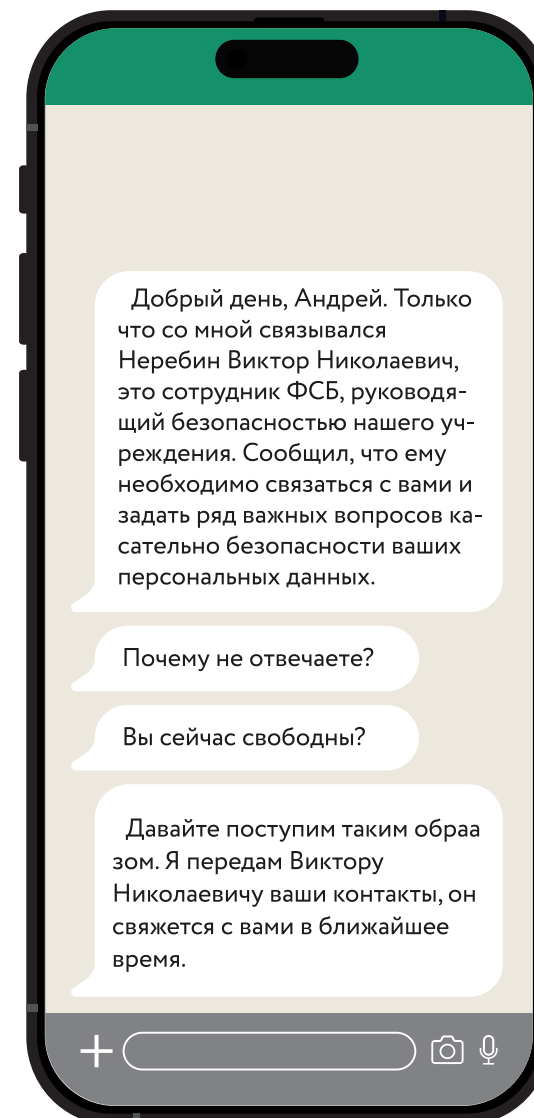 Добрый день, Андрей. Только
что со мной связывался
Неребин Виктор Николаевич,
это сотрудник ФСБ, руководя-
щий безопасностью нашего уч-
реждения. Сообщил, что ему
необходимо связаться с вами и
задать ряд важных вопросов ка-
сательно безопасности ваших
персональных данных.
Почему не отвечаете?
Вы сейчас свободны?
Давайте поступим таким обраа
зом. Я передам Виктору
Николаевичу ваши контакты, он
свяжется с вами в ближайшее
время.